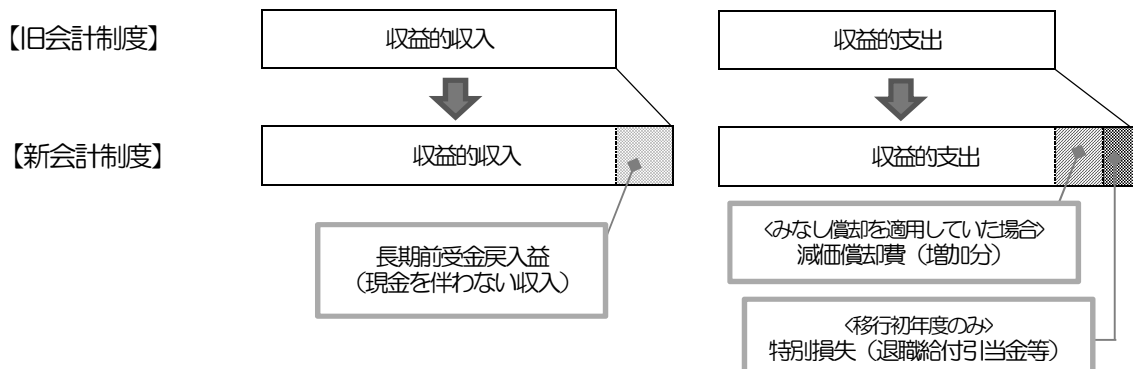 【旧会計制度】
収益的収入
収益的支出
【新会計制度】
収益的収入
収益的支出
長期前受金戻入益
（現金を伴わない収入）
<みなし償却を適用していた場合>
減価償却費（増加分）
<移行初年度のみ>
特別損失（退職給付引当金等）